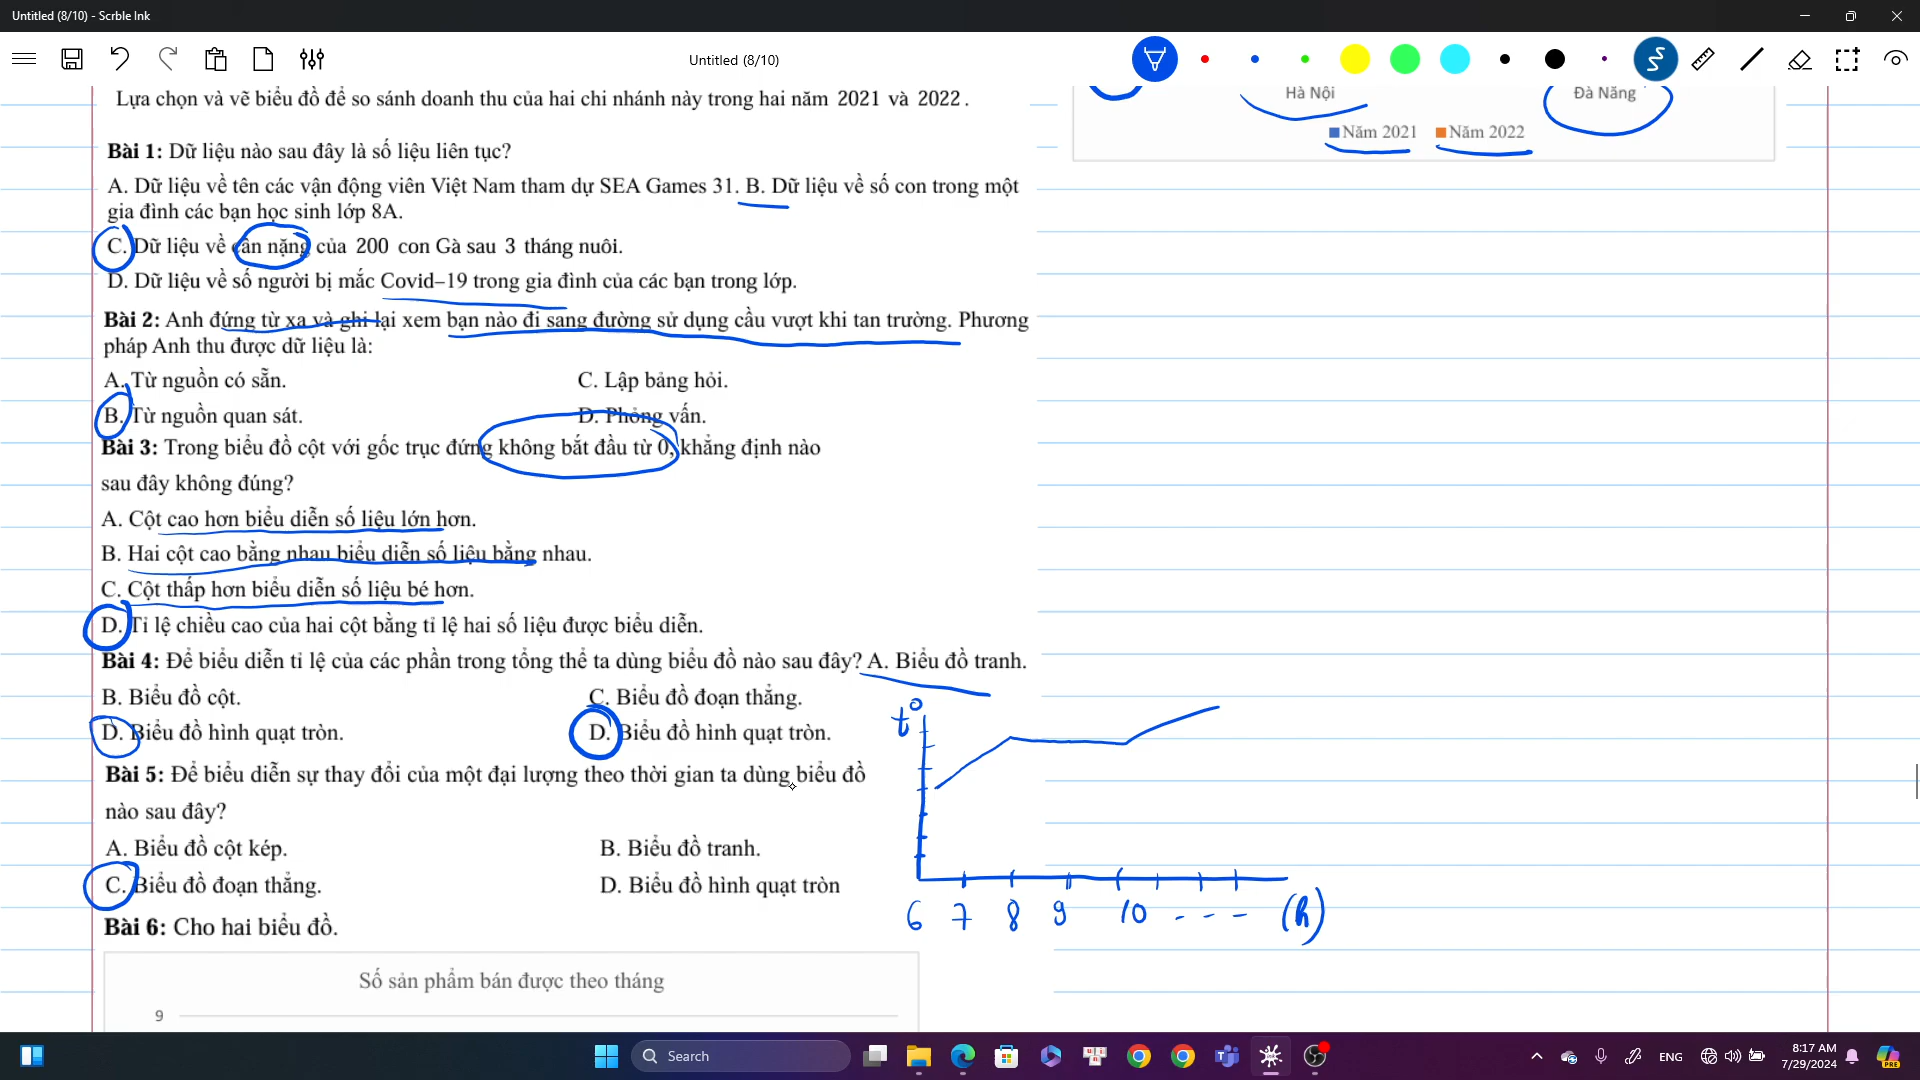 Untitled (8/10) - Scrble Ink
Untitled (8/10)
Lựa chọn và vẽ biểu đồ để so sánh doanh thu của hai chi nhánh này trong hai năm 2021 và 2022.
Hà Nội
Đà Năng
Năm 2021 Năm 2022
Bài 1: Dữ liệu nào sau đây là số liệu liên tục?
A. Dữ liệu về tên các vận động viên Việt Nam tham dự SEA Games 31. B. Dữ liệu về số con trong một
gia đình các bạn học sinh lớp 8A.
C. Dữ liệu về cân nặng của 200 con Gà sau 3 tháng nuôi.
D. Dữ liệu về số người bị mắc Covid–19 trong gia đình của các bạn trong lớp.
Bài 2: Anh đứng từ xa và ghi lại xem bạn nào đi sang đường sử dụng cầu vượt khi tan trường. Phương
pháp Anh thu được dữ liệu là:
A. Từ nguồn có sẵn.
C. Lập bảng hỏi.
B. Từ nguồn quan sát.
D. Phỏng vấn.
Bài 3: Trong biểu đồ cột với gốc trục đứng không bắt đầu từ 0, khẳng định nào
sau đây không đúng?
A. Cột cao hơn biểu diễn số liệu lớn hơn.
B. Hai cột cao bằng nhau biểu diễn số liệu bằng nhau.
C. Cột thấp hơn biểu diễn số liệu bé hơn.
D. Tỉ lệ chiều cao của hai cột bằng tỉ lệ hai số liệu được biểu diễn.
Bài 4: Để biểu diễn tỉ lệ của các phần trong tổng thể ta dùng biểu đồ nào sau đây? A. Biểu đồ tranh.
B. Biểu đồ cột.
C. Biểu đồ đoạn thẳng.
D. Biểu đồ hình quạt tròn.
D. Biểu đồ hình quạt tròn.
t°
Bài 5: Để biểu diễn sự thay đổi của một đại lượng theo thời gian ta dùng biểu đồ
nào sau đây?
A. Biểu đồ cột kép.
B. Biểu đồ tranh.
C. Biểu đồ đoạn thẳng.
D. Biểu đồ hình quạt tròn
6 7 8 9 10 - - - (h)
Bài 6: Cho hai biểu đồ.
Số sản phẩm bán được theo tháng
9
Search
ENG
8:17 AM
7/29/2024
PRE